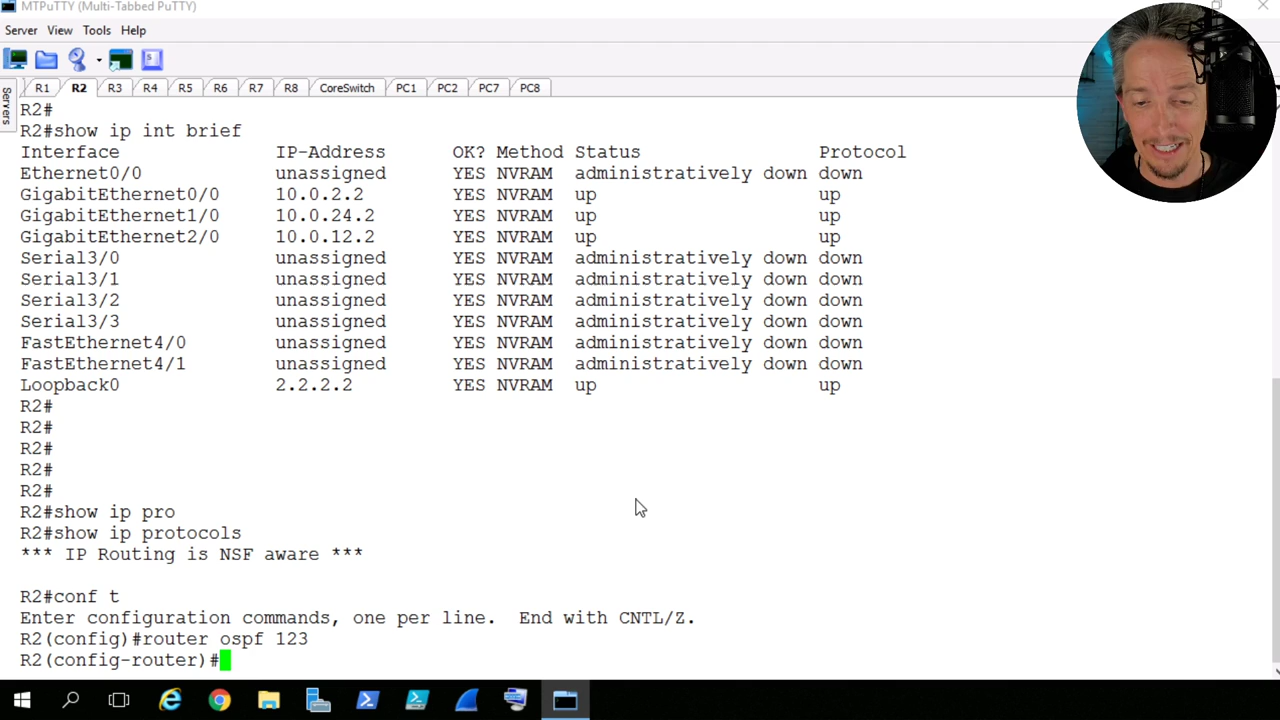 MTPuTTY (Multi-Tabbed PuTTY)
Server View Tools Help
Servers
R1 R2 R3 R4 R5 R6 R7 R8 CoreSwitch PC1 PC2 PC7 PC8
R2#
R2#show ip int brief
Interface IP-Address OK? Method Status Protocol
Ethernet0/0 unassigned YES NVRAM administratively down down
GigabitEthernet0/0 10.0.2.2 YES NVRAM up up
GigabitEthernet1/0 10.0.24.2 YES NVRAM up up
GigabitEthernet2/0 10.0.12.2 YES NVRAM up up
Serial3/0 unassigned YES NVRAM administratively down down
Serial3/1 unassigned YES NVRAM administratively down down
Serial3/2 unassigned YES NVRAM administratively down down
Serial3/3 unassigned YES NVRAM administratively down down
FastEthernet4/0 unassigned YES NVRAM administratively down down
FastEthernet4/1 unassigned YES NVRAM administratively down down
Loopback0 2.2.2.2 YES NVRAM up up
R2#
R2#
R2#
R2#
R2#
R2#show ip pro
R2#show ip protocols
*** IP Routing is NSF aware ***
R2#conf t
Enter configuration commands, one per line. End with CNTL/Z.
R2(config)#router ospf 123
R2(config-router)#